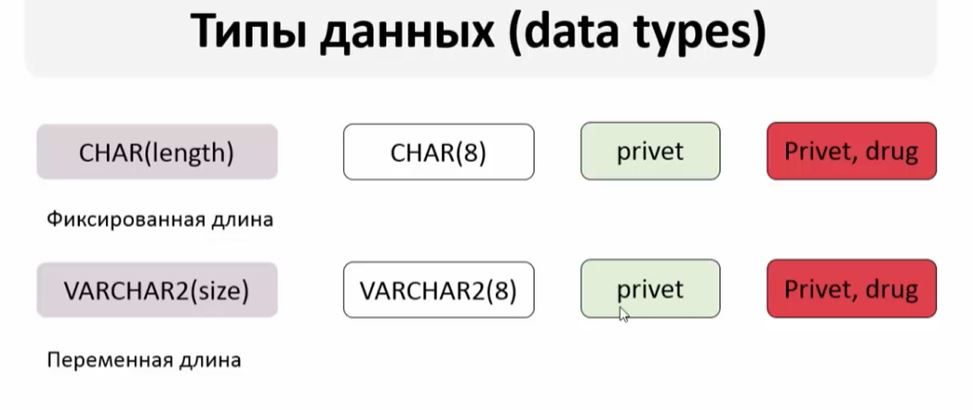 Типы данных (data types)
CHAR(length) CHAR(8) privet Privet, drug
Фиксированная длина
VARCHAR2(size) VARCHAR2(8) privet Privet, drug
Переменная длина